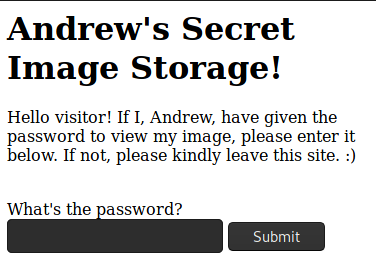 Andrew's Secret
Image Storage!
Hello visitor! If I, Andrew, have given the
password to view my image, please enter it
below. If not, please kindly leave this site. :)
What's the password?
Submit